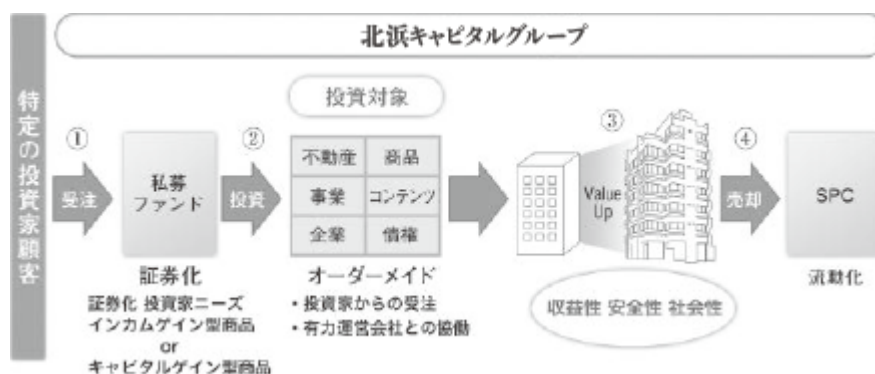 北浜キャピタルグループ
特定の投資家顧客
投資対象
①
受注
私募
ファンド
②
投資
不動産 商品
事業 コンテンツ
企業 債権
③
Value
Up
④
売却
SPC
証券化
証券化 投資家ニーズ
インカムゲイン型商品
or
キャピタルゲイン型商品
オーダーメイド
・投資家からの受注
・有力運営会社との協働
収益性 安全性 社会性
流動化